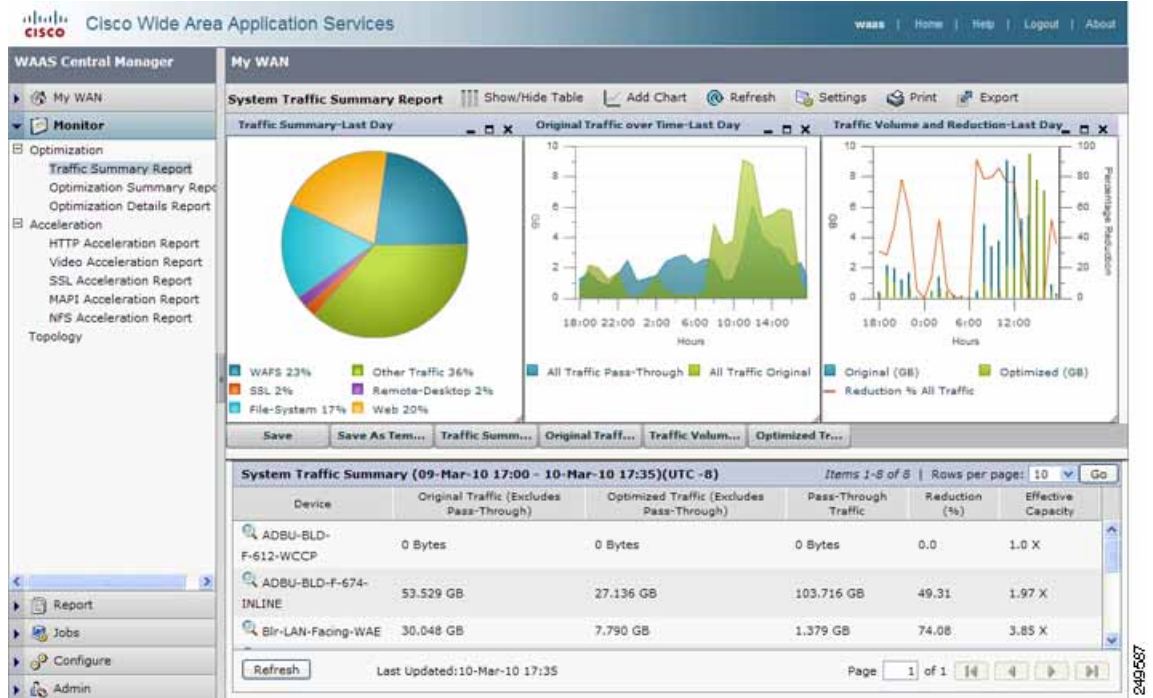 CISCO
Cisco Wide Area Application Services
waas | Home | Help | Logout | About
WAAS Central Manager
My WAN
My WAN
Monitor
Optimization
Traffic Summary Report
Optimization Summary Repo
Optimization Details Report
Acceleration
HTTP Acceleration Report
Video Acceleration Report
SSL Acceleration Report
MAPI Acceleration Report
NFS Acceleration Report
Topology
Report
Jobs
Configure
Admin
System Traffic Summary Report Show/Hide Table Add Chart Refresh Settings Print Export
Traffic Summary-Last Day
WAFS 23% Other Traffic 36%
SSL 2% Remote-Desktop 2%
File-System 17% Web 20%
Original Traffic over Time-Last Day
10
8
6
4
2
0
GB
18:00 22:00 2:00 6:00 10:00 14:00
Hours
All Traffic Pass-Through All Traffic Original
Traffic Volume and Reduction-Last Day
10
8
6
4
2
0
GB
100
80
60
40
20
0
Percentage Reduction
18:00 0:00 6:00 12:00
Hours
Original (GB) Optimized (GB)
Reduction % All Traffic
Save Save As Tem... Traffic Summ... Original Traff... Traffic Volum... Optimized Tr...
System Traffic Summary (09-Mar-10 17:00 - 10-Mar-10 17:35)(UTC -8) Items 1-8 of 8 | Rows per page: 10 Go
Device Original Traffic (Excludes Pass-Through) Optimized Traffic (Excludes Pass-Through) Pass-Through Traffic Reduction (%) Effective Capacity
ADBU-BLD-F-612-WCCP 0 Bytes 0 Bytes 0 Bytes 0.0 1.0 X
ADBU-BLD-F-674-INLINE 53.529 GB 27.136 GB 103.716 GB 49.31 1.97 X
Blr-LAN-Facing-WAE 30.048 GB 7.790 GB 1.379 GB 74.08 3.85 X
Refresh Last Updated:10-Mar-10 17:35 Page 1 of 1
249587